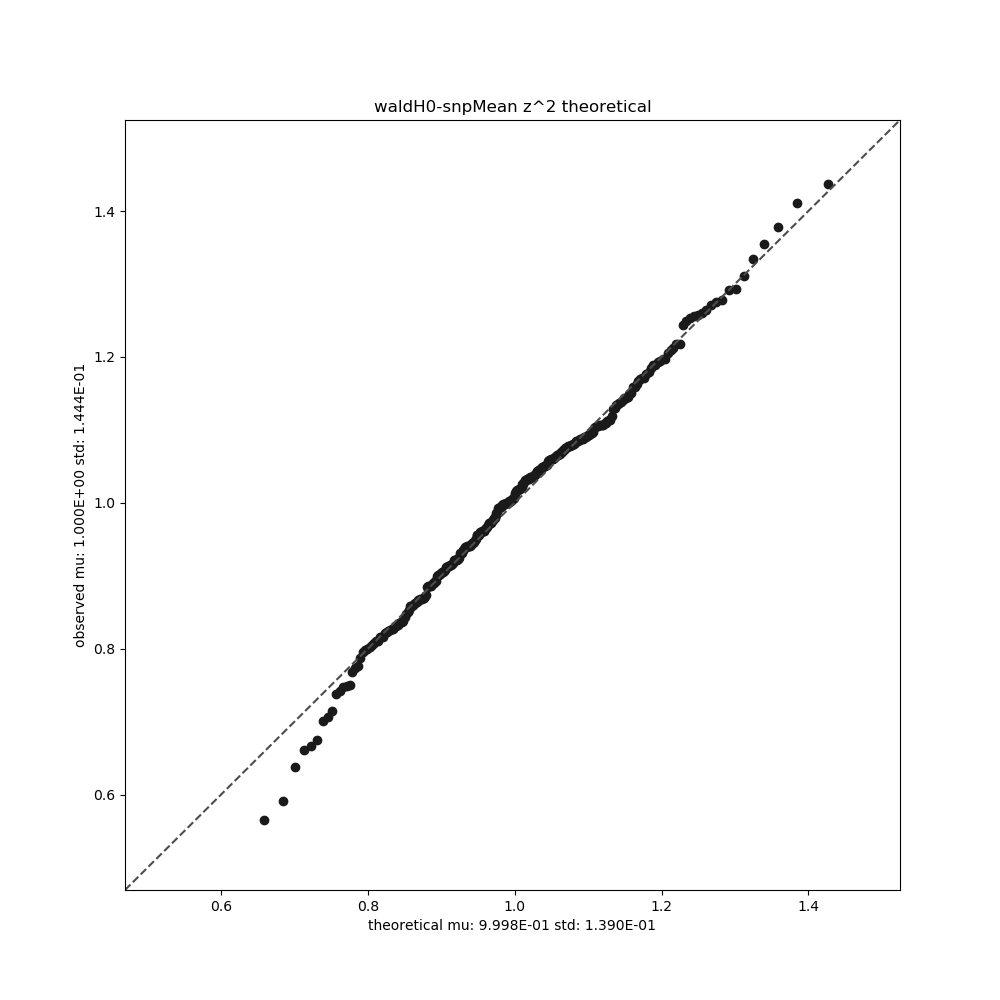 waldH0-snpMean z^2 theoretical
observed mu: 1.000E+00 std: 1.444E-01
1.4
1.2
1.0
0.8
0.6
0.6 0.8 1.0 1.2 1.4
theoretical mu: 9.998E-01 std: 1.390E-01